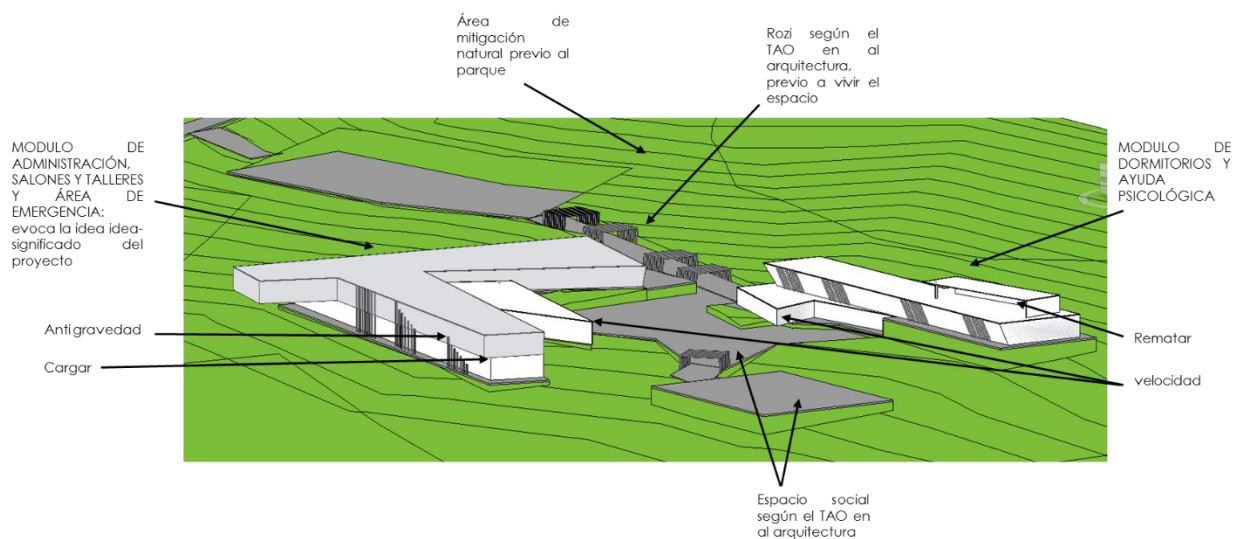 Área de
mitigación
natural previo al
parque
Rozi según el
TAO en al
arquitectura,
previo a vivir el
espacio
MODULO DE
ADMINISTRACIÓN,
SALONES Y TALLERES
Y ÁREA DE
EMERGENCIA:
evoca la idea idea-
significado del
proyecto
MODULO DE
DORMITORIOS Y
AYUDA
PSICOLÓGICA
Antigravedad
Cargar
Rematar
velocidad
Espacio social
según el TAO en
al arquitectura